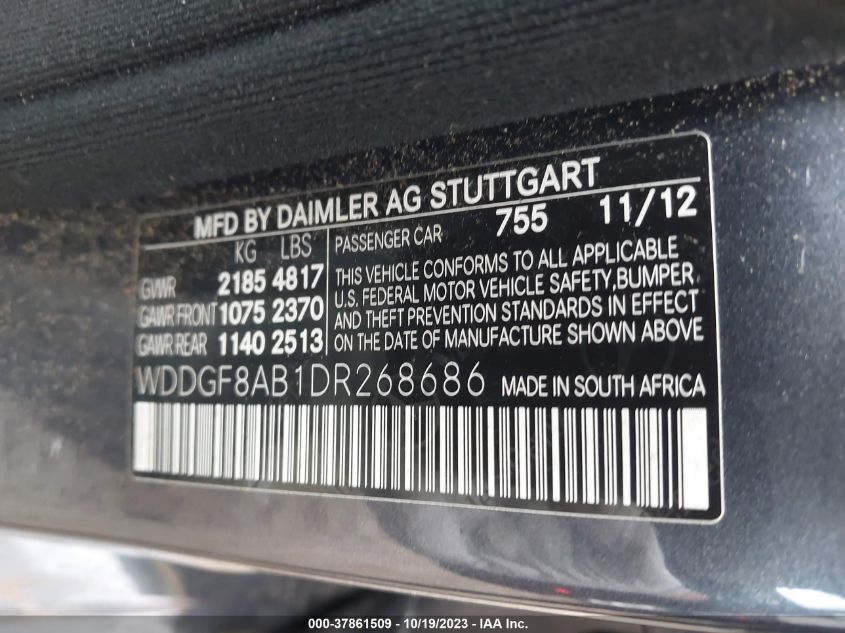 MFD BY DAIMLER AG STUTTGART
KG LBS PASSENGER CAR 755 11/12
GVWR 2185 4817
GAWR FRONT 1075 2370
GAWR REAR 1140 2513
THIS VEHICLE CONFORMS TO ALL APPLICABLE
U.S. FEDERAL MOTOR VEHICLE SAFETY,BUMPER,
AND THEFT PREVENTION STANDARDS IN EFFECT
ON THE DATE OF MANUFACTURE SHOWN ABOVE
WDDGF8AB1DR268686 MADE IN SOUTH AFRICA
000-37861509 - 10/19/2023 - © IAA, Inc.